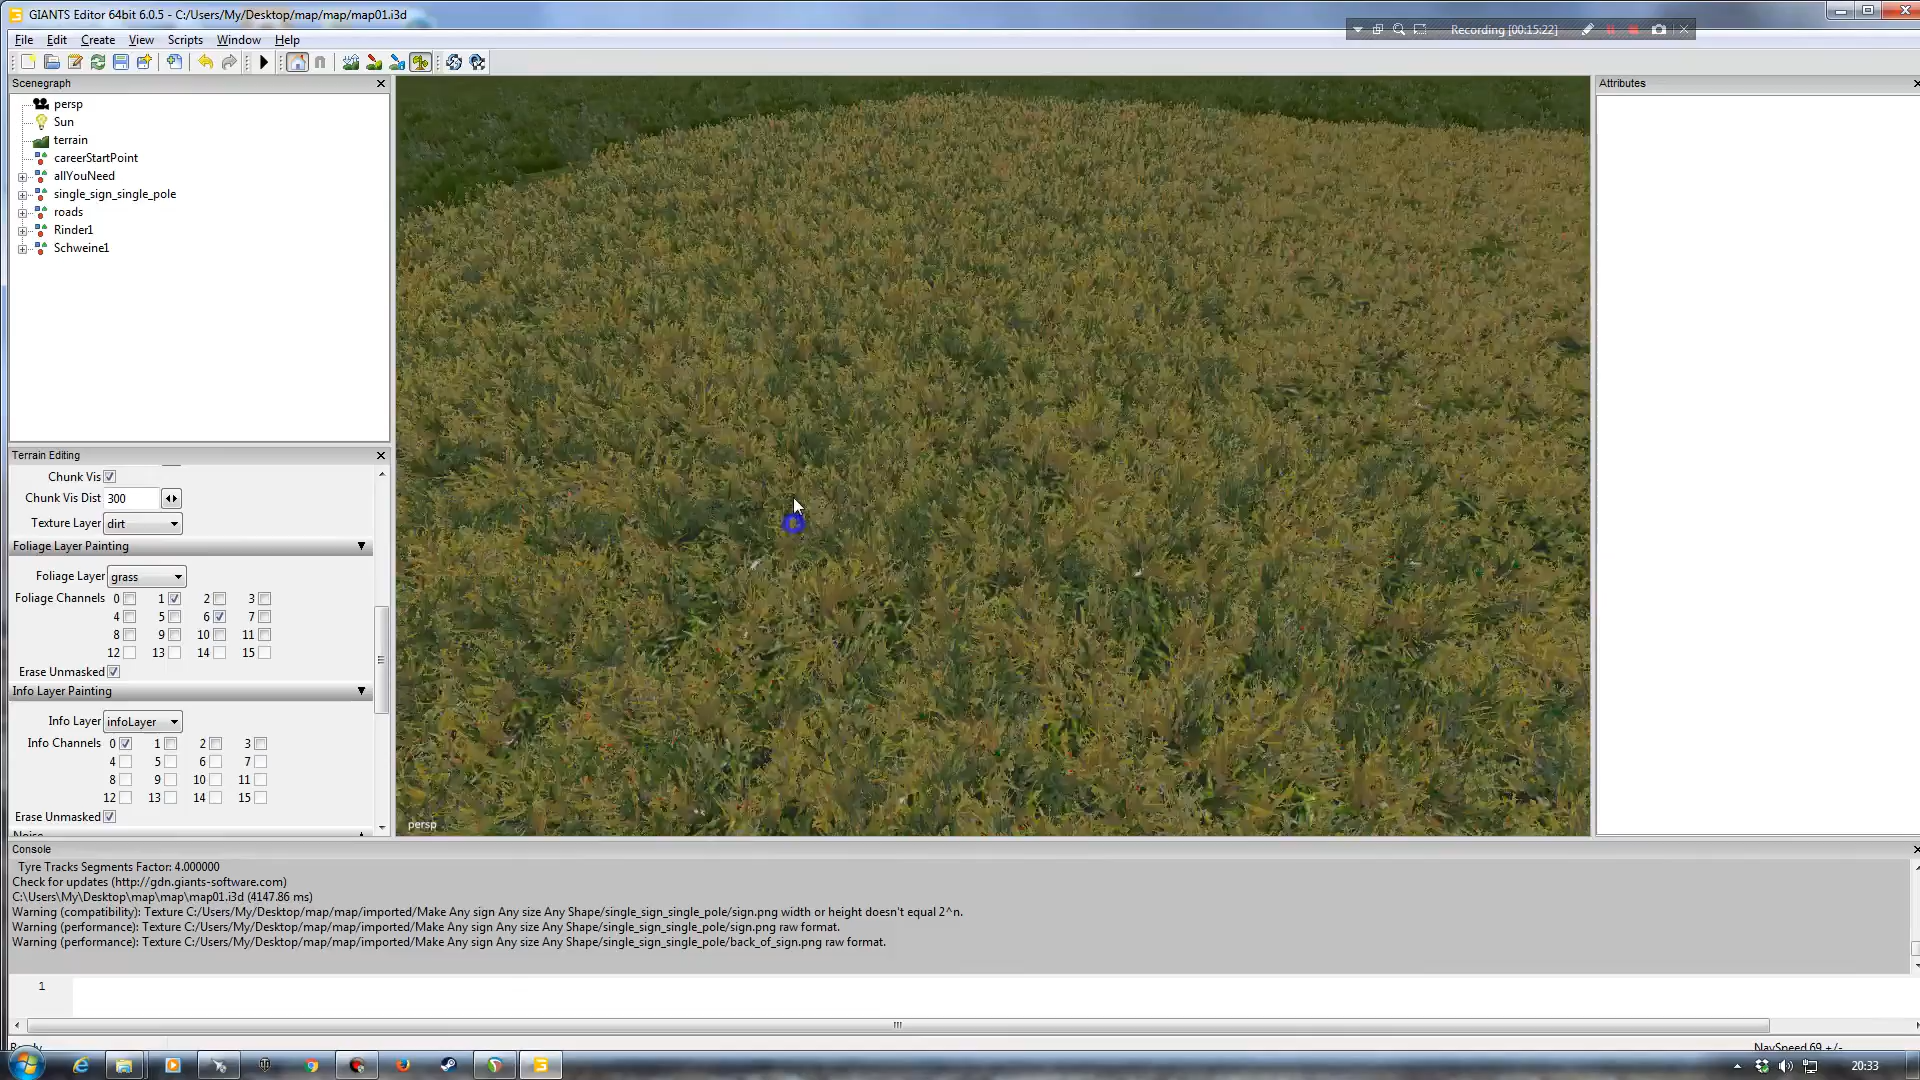 GIANTS Editor 64bit 6.0.5 - C:/Users/My/Desktop/map/map/map01.i3d
Recording [00:15:22]
File Edit Create View Scripts Window Help
Scenegraph
Attributes
persp
Sun
terrain
careerStartPoint
allYouNeed
single_sign_single_pole
roads
Rinder1
Schweine1
Terrain Editing
Chunk Vis
Chunk Vis Dist 300
Texture Layer dirt
Foliage Layer Painting
Foliage Layer grass
Foliage Channels 0 1 2 3
4 5 6 7
8 9 10 11
12 13 14 15
Erase Unmasked
Info Layer Painting
Info Layer infoLayer
Info Channels 0 1 2 3
4 5 6 7
8 9 10 11
12 13 14 15
Erase Unmasked
persp
Console
Tyre Tracks Segments Factor: 4.000000
Check for updates (http://gdn.giants-software.com)
C:\Users\My\Desktop\map\map\map01.i3d (4147.86 ms)
Warning (compatibility): Texture C:/Users/My/Desktop/map/map/imported/Make Any sign Any size Any Shape/single_sign_single_pole/sign.png width or height doesn't equal 2^n.
Warning (performance): Texture C:/Users/My/Desktop/map/map/imported/Make Any sign Any size Any Shape/single_sign_single_pole/sign.png raw format.
Warning (performance): Texture C:/Users/My/Desktop/map/map/imported/Make Any sign Any size Any Shape/single_sign_single_pole/back_of_sign.png raw format.
1
NavSpeed 69 +/-
20:33